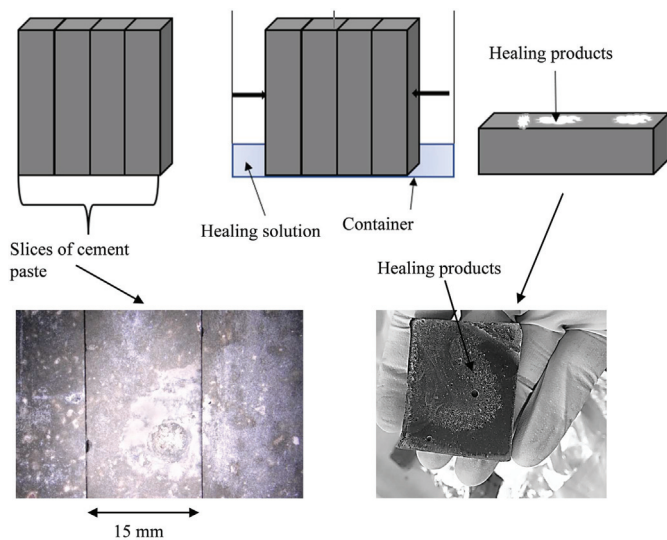 Healing products
Healing solution
Container
Slices of cement
paste
Healing products
15 mm